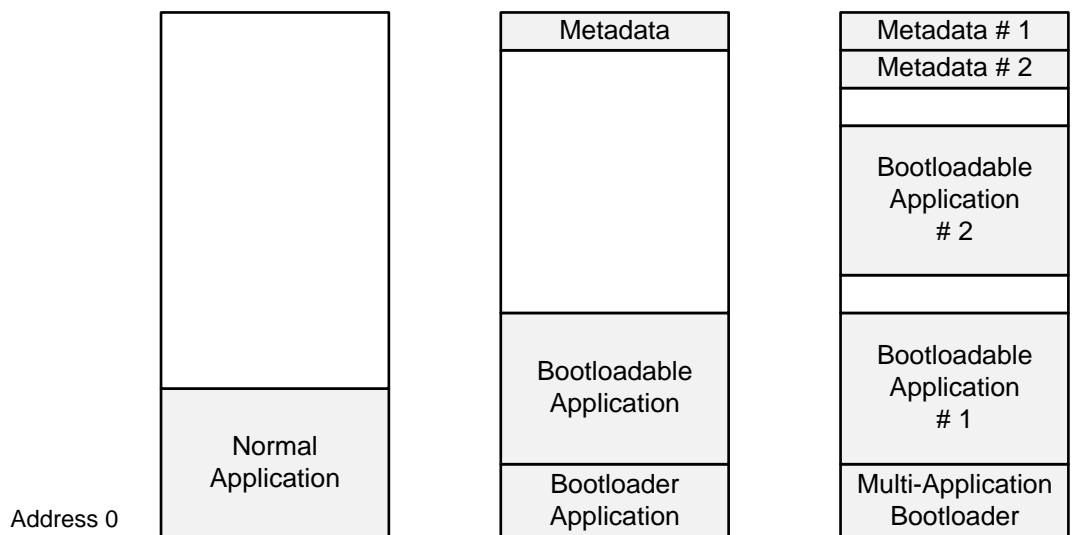 Metadata
Metadata # 1
Metadata # 2
Bootloadable
Application
# 2
Normal
Application
Bootloadable
Application
Bootloadable
Application
# 1
Bootloader
Application
Multi-Application
Bootloader
Address 0